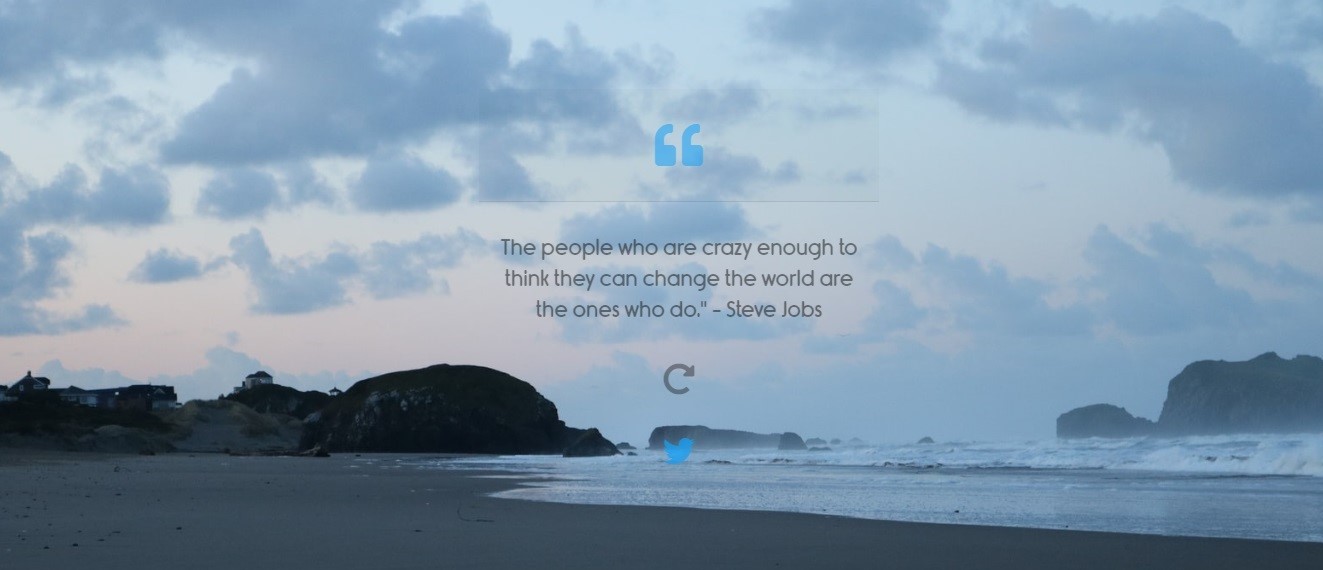 The people who are crazy enough to
think they can change the world are
the ones who do." - Steve Jobs